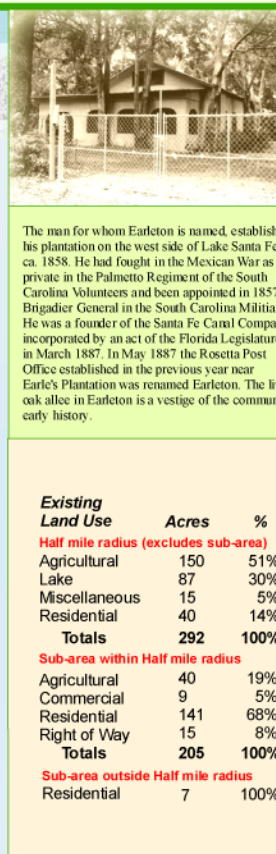 The man for whom Earleton is named, establish
his plantation on the west side of Lake Santa Fe
ca. 1858. He had fought in the Mexican War as
private in the Palmetto Regiment of the South
Carolina Volunteers and been appointed in 1857
Brigadier General in the South Carolina Militia
He was a founder of the Santa Fe Canal Compa
incorporated by an act of the Florida Legislature
in March 1887. In May 1887 the Rosetta Post
Office established in the previous year near
Earle's Plantation was renamed Earleton. The li
oak allee in Earleton is a vestige of the commun
early history.
Existing
Land Use Acres %
Half mile radius (excludes sub-area)
Agricultural 150 51%
Lake 87 30%
Miscellaneous 15 5%
Residential 40 14%
Totals 292 100%
Sub-area within Half mile radius
Agricultural 40 19%
Commercial 9 5%
Residential 141 68%
Right of Way 15 8%
Totals 205 100%
Sub-area outside Half mile radius
Residential 7 100%